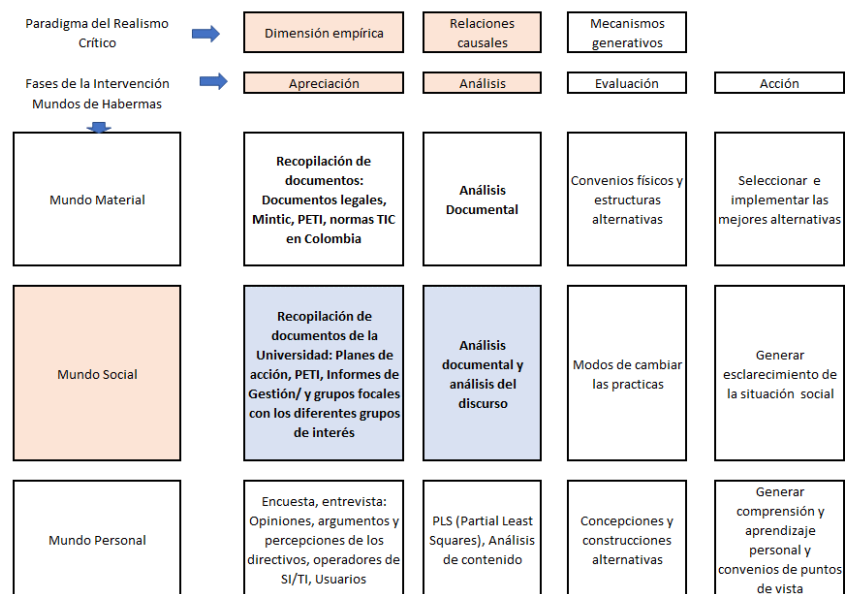 Paradigma del Realismo
Crítico
Dimensión empírica
Relaciones
causales
Mecanismos
generativos
Fases de la Intervención
Mundos de Habermas
Apreciación
Análisis
Evaluación
Acción
Mundo Material
Recopilación de
documentos:
Documentos legales,
Mintic, PETI, normas TIC
en Colombia
Análisis
Documental
Convenios físicos y
estructuras
alternativas
Seleccionar e
implementar las
mejores alternativas
Mundo Social
Recopilación de
documentos de la
Universidad: Planes de
acción, PETI, Informes de
Gestión/ y grupos focales
con los diferentes grupos
de interés
Análisis
documental y
análisis del
discurso
Modos de cambiar
las practicas
Generar
esclarecimiento de
la situación social
Mundo Personal
Encuesta, entrevista:
Opiniones, argumentos y
percepciones de los
directivos, operadores de
SI/TI, Usuarios
PLS (Partial Least
Squares), Análisis
de contenido
Concepciones y
construcciones
alternativas
Generar
comprensión y
aprendizaje
personal y
convenios de puntos
de vista